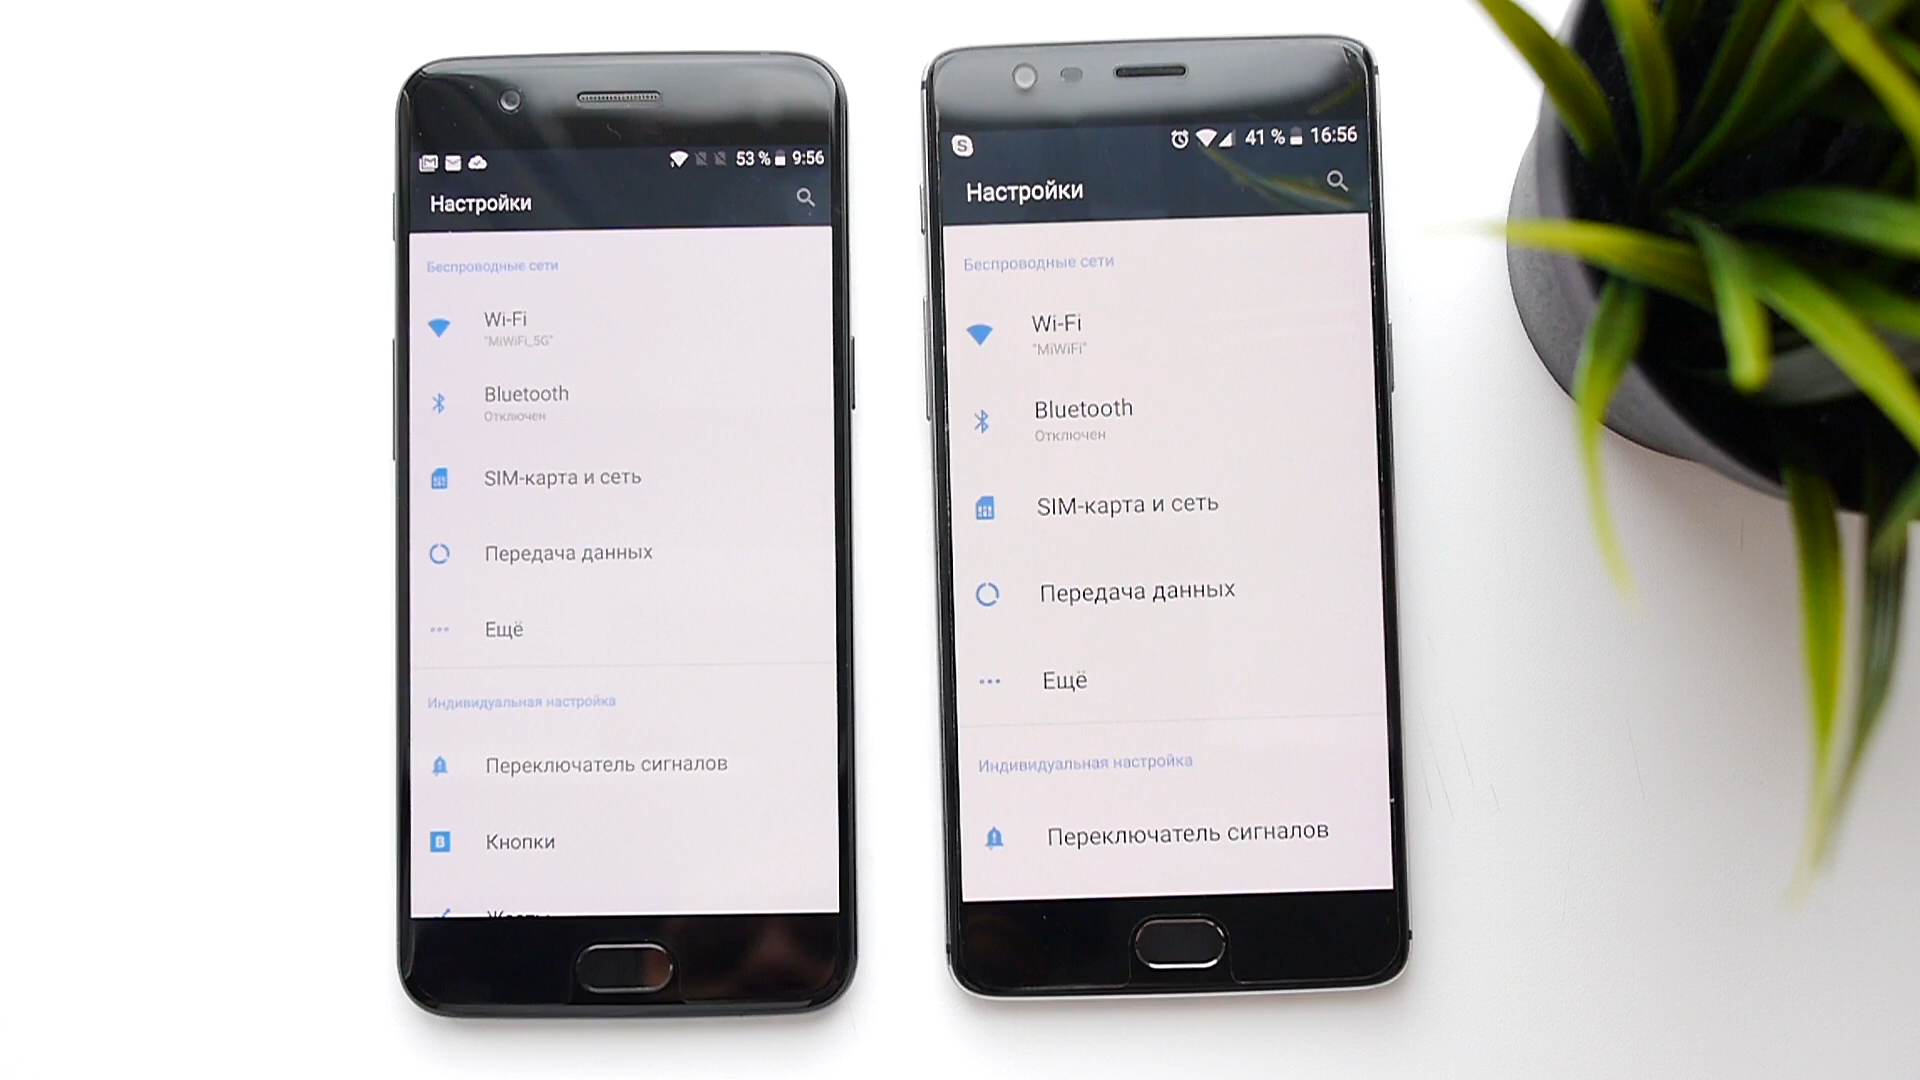 53 % 9:56
Настройки
Беспроводные сети
Wi-Fi
"MiWiFi_5G"
Bluetooth
Отключен
SIM-карта и сеть
Передача данных
Ещё
Индивидуальная настройка
Переключатель сигналов
B
Кнопки
S
41 % 16:56
Настройки
Беспроводные сети
Wi-Fi
"MiWiFi"
Bluetooth
Отключен
SIM-карта и сеть
Передача данных
Ещё
Индивидуальная настройка
Переключатель сигналов